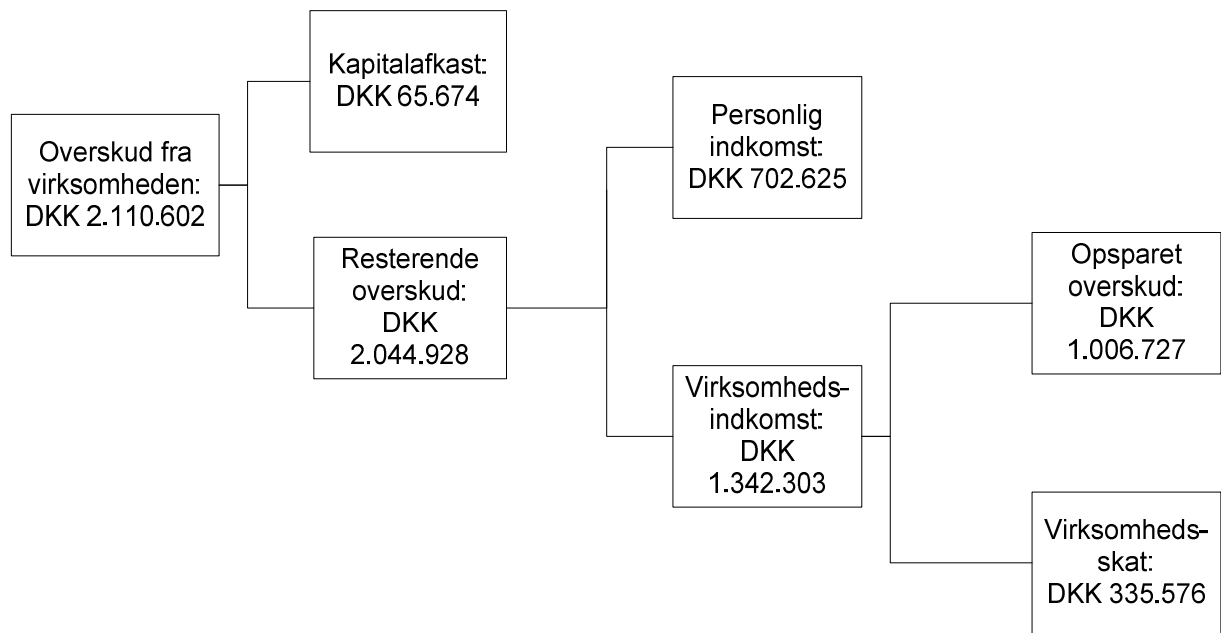 Overskud fra
virksomheden:
DKK 2.110.602
Kapitalafkast:
DKK 65.674
Resterende
overskud:
DKK
2.044.928
Personlig
indkomst:
DKK 702.625
Virksomheds-
indkomst:
DKK
1.342.303
Opsparet
overskud:
DKK
1.006.727
Virksomheds-
skat:
DKK 335.576